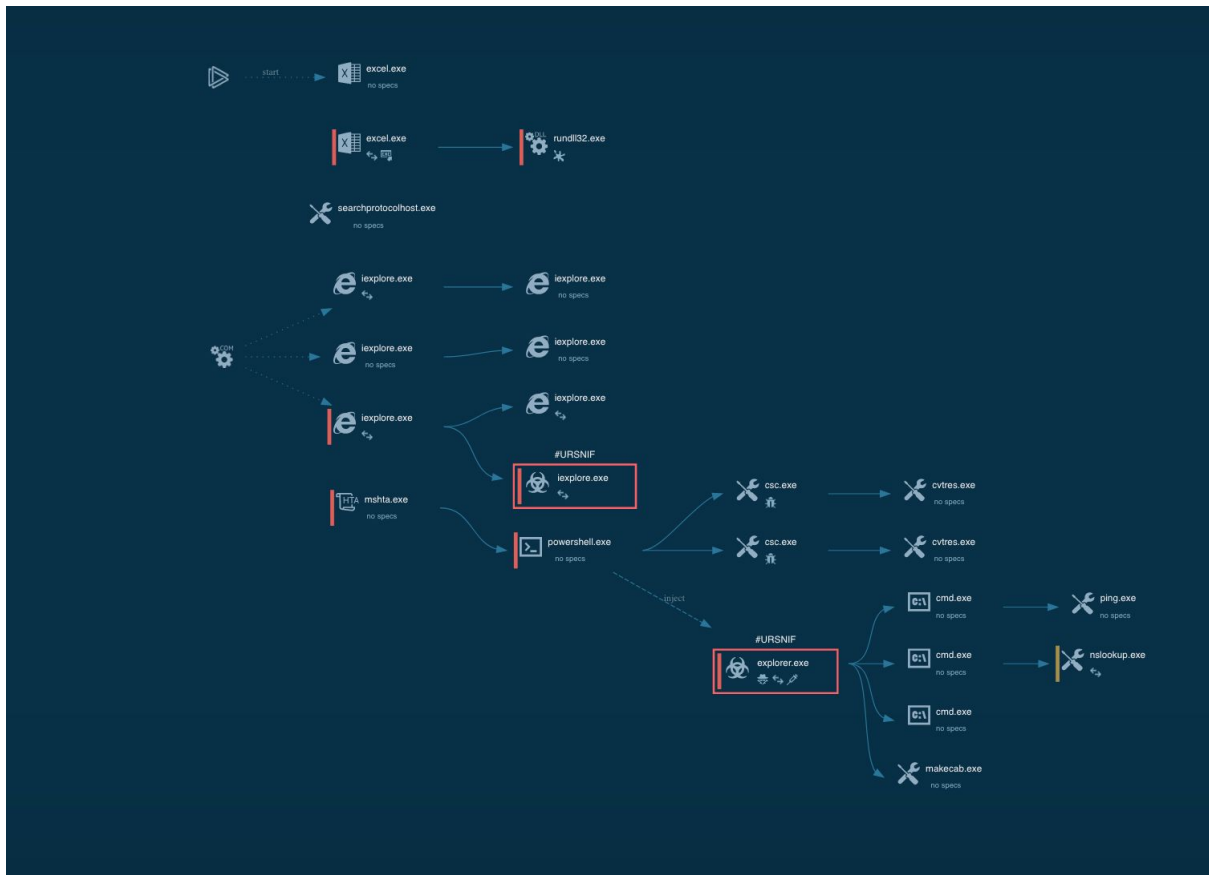 start
excel.exe
no specs
excel.exe
EXE
DLL
rundll32.exe
searchprotocolhost.exe
no specs
iexplore.exe
iexplore.exe
no specs
COM
iexplore.exe
no specs
iexplore.exe
no specs
iexplore.exe
iexplore.exe
#URSNIF
iexplore.exe
HTA
mshta.exe
no specs
powershell.exe
no specs
csc.exe
cvtres.exe
no specs
csc.exe
cvtres.exe
no specs
inject
#URSNIF
explorer.exe
C:\
cmd.exe
no specs
ping.exe
no specs
C:\
cmd.exe
no specs
nslookup.exe
C:\
cmd.exe
no specs
makecab.exe
no specs